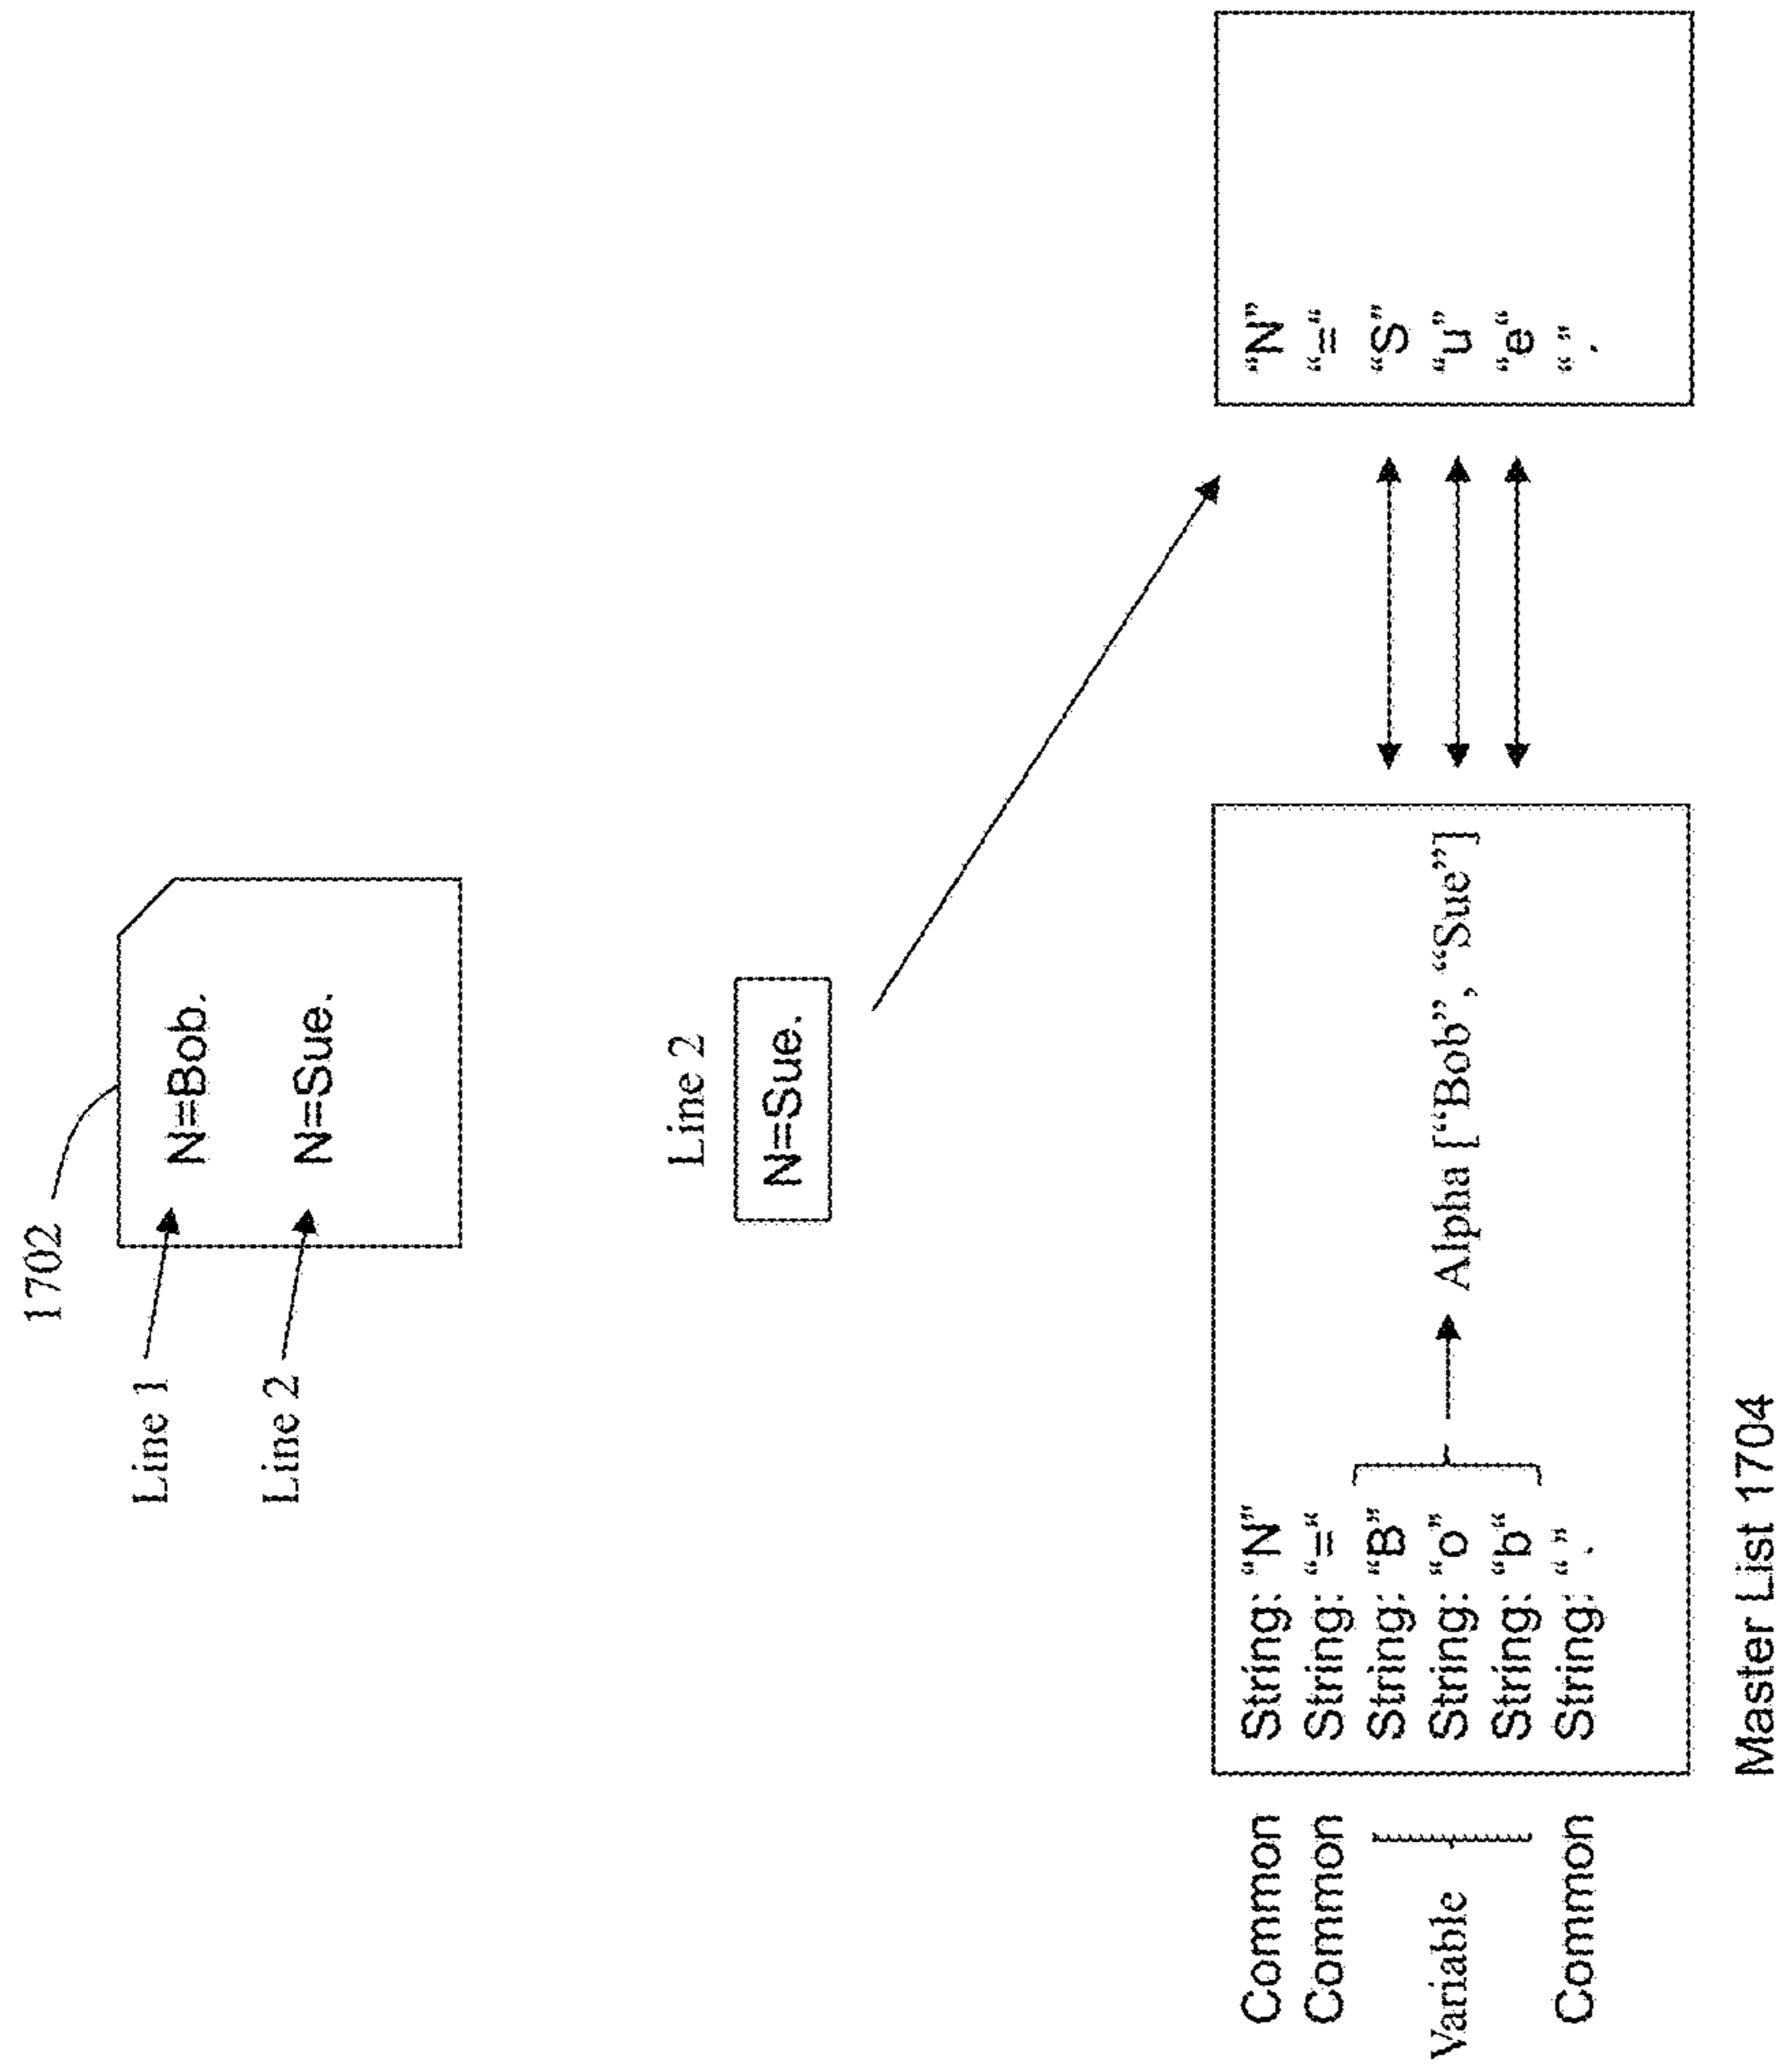 1702
Line 1
N=Bob.
Line 2
N=Sue.
Line 2
N=Sue.
Common
String: “N”
“N”
Common
String: “=“
“=“
Variable
String: “B”
String: “o”
String: “b“
Alpha [“Bob”, “Sue”]
“S”
“u”
“e“
Common
String: “.”
“.”
Master List 1704